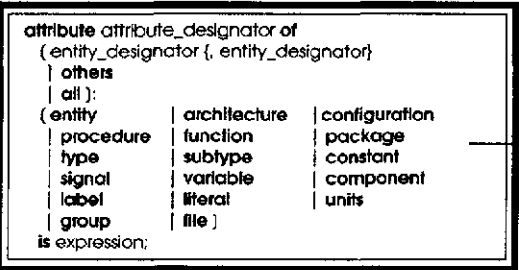 attribute attribute_designator of
( entity_designator {, entity_designator}
| others
| all ):
( entity | architecture | configuration
| procedure | function | package
| type | subtype | constant
| signal | variable | component
| label | literal | units
| group | file )
is expression;